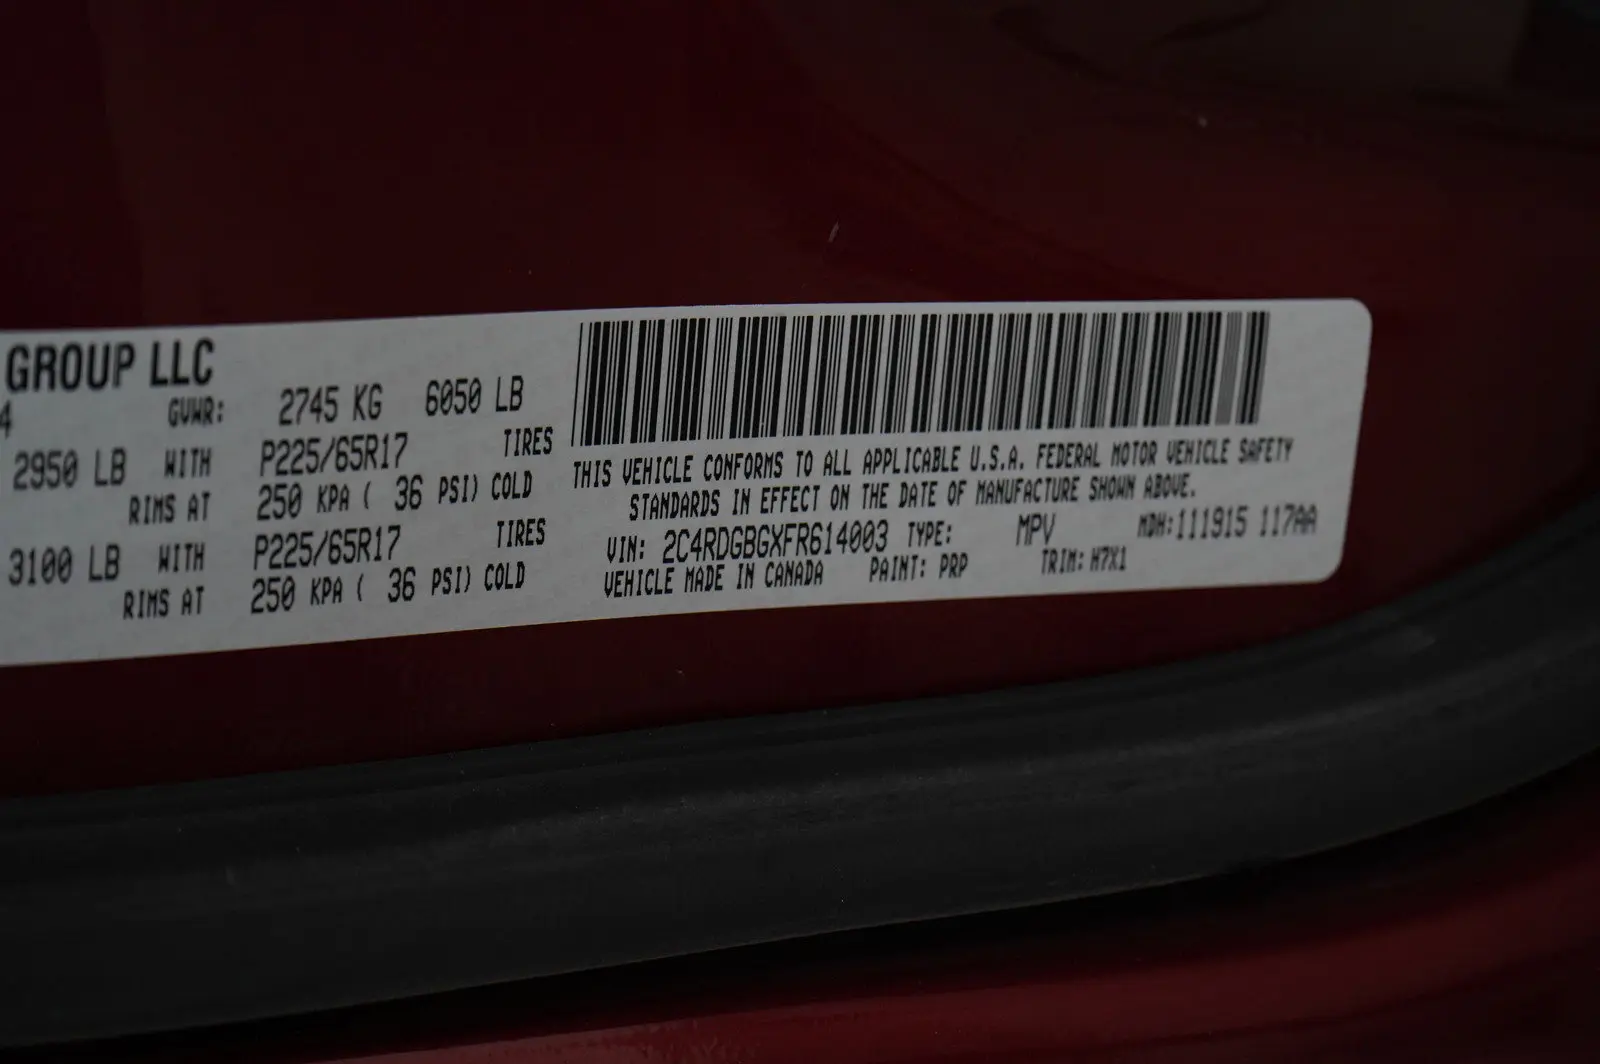 GROUP LLC
4 GVWR: 2745 KG 6050 LB
2950 LB WITH P225/65R17 TIRES
RIMS AT 250 KPA ( 36 PSI) COLD
3100 LB WITH P225/65R17 TIRES
RIMS AT 250 KPA ( 36 PSI) COLD
THIS VEHICLE CONFORMS TO ALL APPLICABLE U.S.A. FEDERAL MOTOR VEHICLE SAFETY
STANDARDS IN EFFECT ON THE DATE OF MANUFACTURE SHOWN ABOVE.
VIN: 2C4RDGBGXFR614003 TYPE: MPV MDH:111915 117AA
VEHICLE MADE IN CANADA PAINT: PRP TRIM: H7X1